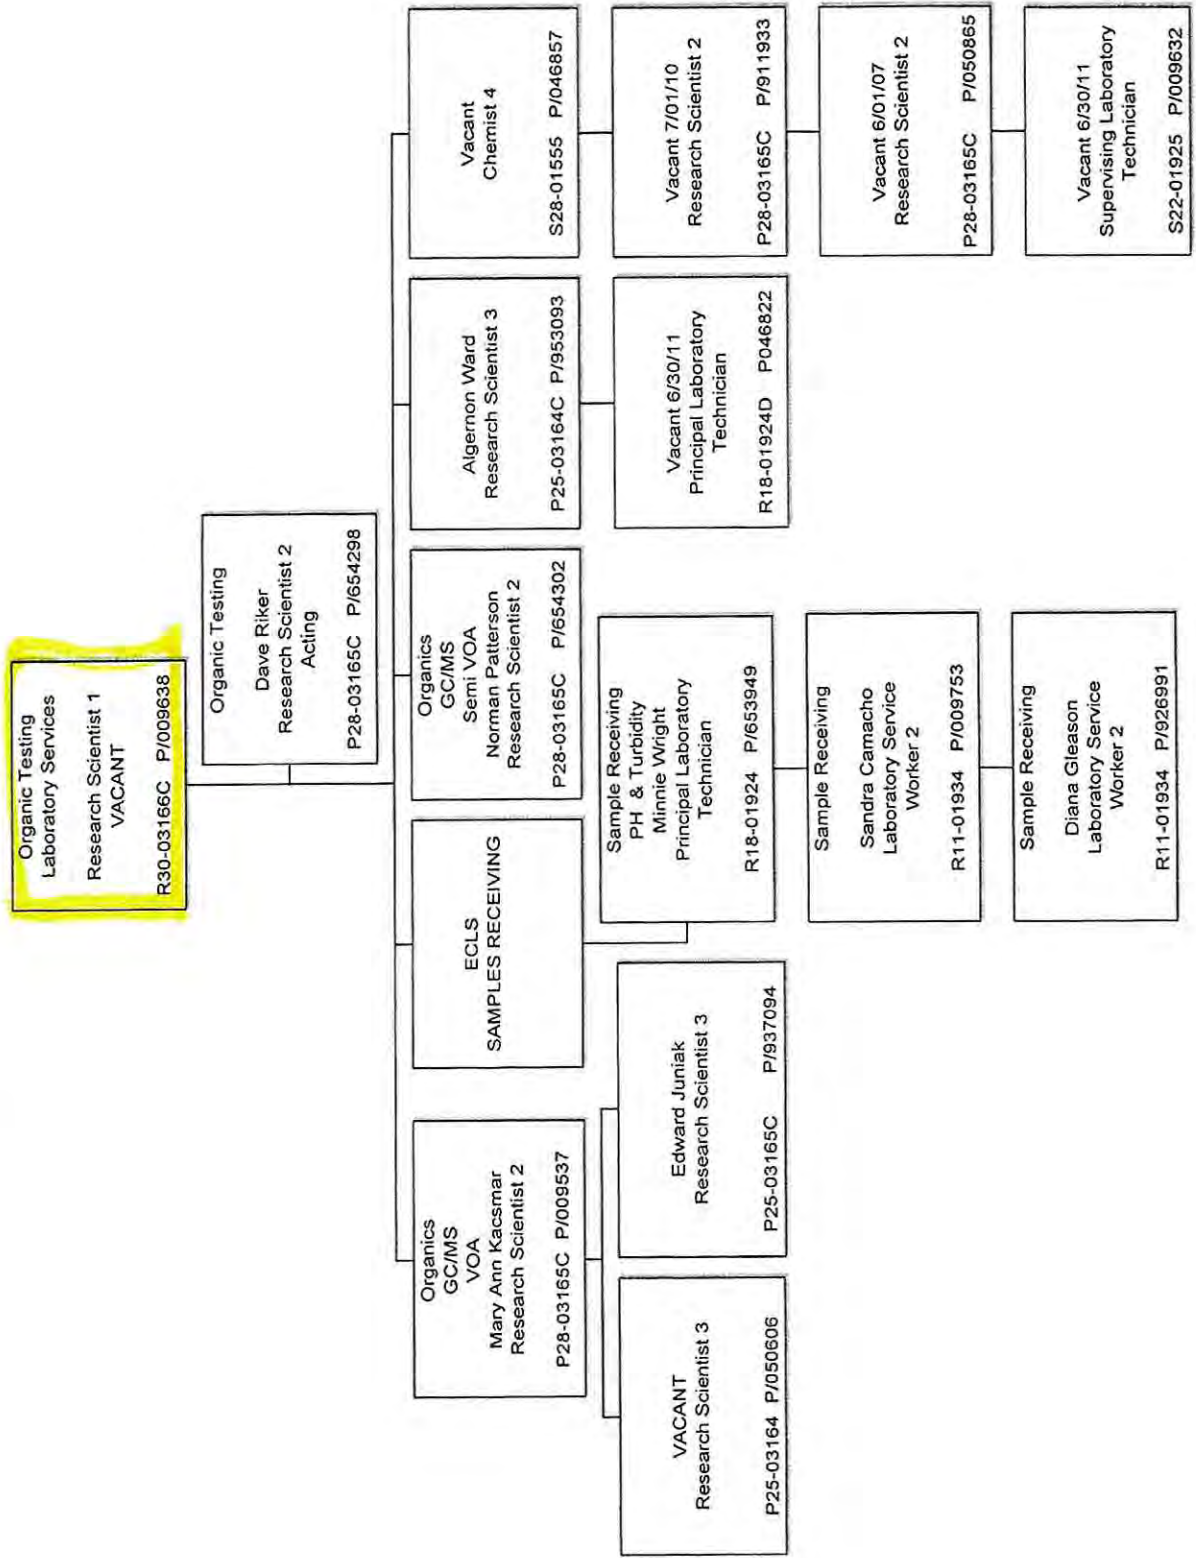 Organic Testing
Laboratory Services
Research Scientist 1
VACANT
R30-03166C P/009638
Organic Testing
Dave Riker
Research Scientist 2
Acting
P28-03165C P/654298
Organics
GC/MS
VOA
Mary Ann Kacsmar
Research Scientist 2
P28-03165C P/009537
ECLS
SAMPLES RECEIVING
Organics
GC/MS
Semi VOA
Norman Patterson
Research Scientist 2
P28-03165C P/654302
Algernon Ward
Research Scientist 3
P25-03164C P/953093
Vacant
Chemist 4
S28-01555 P/046857
VACANT
Research Scientist 3
P25-03164 P/050606
Edward Juniak
Research Scientist 3
P25-03165C P/937094
Sample Receiving
PH & Turbidity
Minnie Wright
Principal Laboratory
Technician
R18-01924 P/653949
Vacant 6/30/11
Principal Laboratory
Technician
R18-01924D P046822
Vacant 7/01/10
Research Scientist 2
P28-03165C P/911933
Sample Receiving
Sandra Camacho
Laboratory Service
Worker 2
R11-01934 P/009753
Vacant 6/01/07
Research Scientist 2
P28-03165C P/050865
Sample Receiving
Diana Gleason
Laboratory Service
Worker 2
R11-01934 P/926991
Vacant 6/30/11
Supervising Laboratory
Technician
S22-01925 P/009632